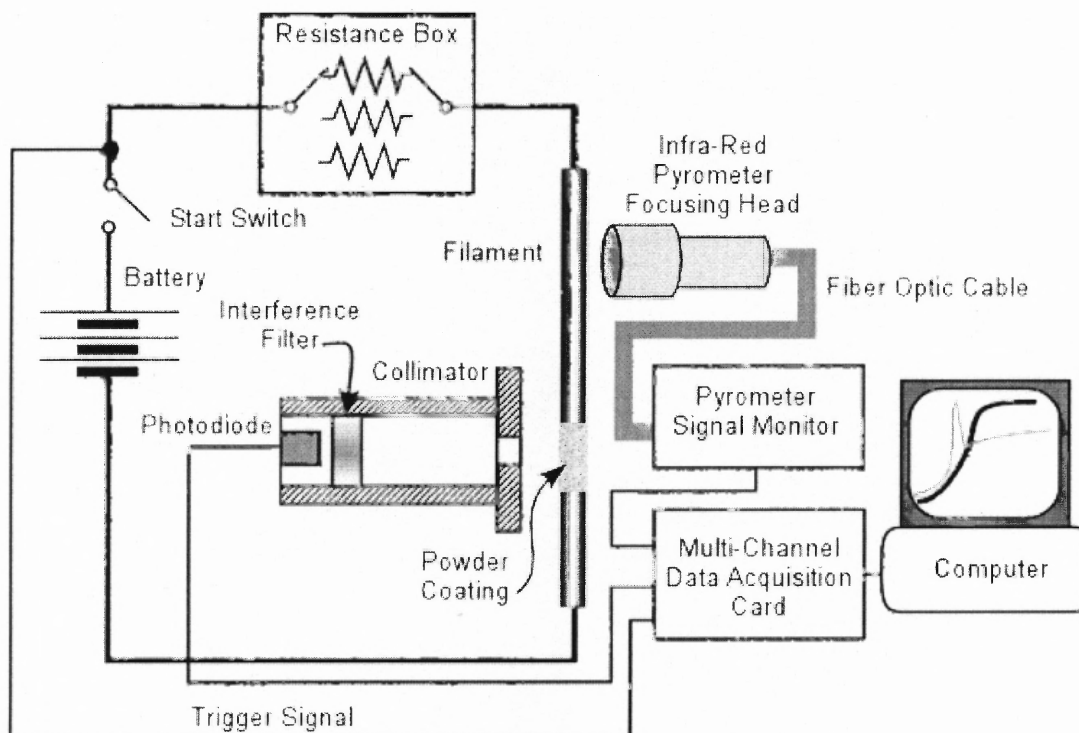 Resistance Box
Infra-Red
Pyrometer
Focusing Head
Start Switch
Filament
Battery
Fiber Optic Cable
Interference
Filter
Collimator
Photodiode
Pyrometer
Signal Monitor
Powder
Coating
Multi-Channel
Data Acquisition
Card
Computer
Trigger Signal